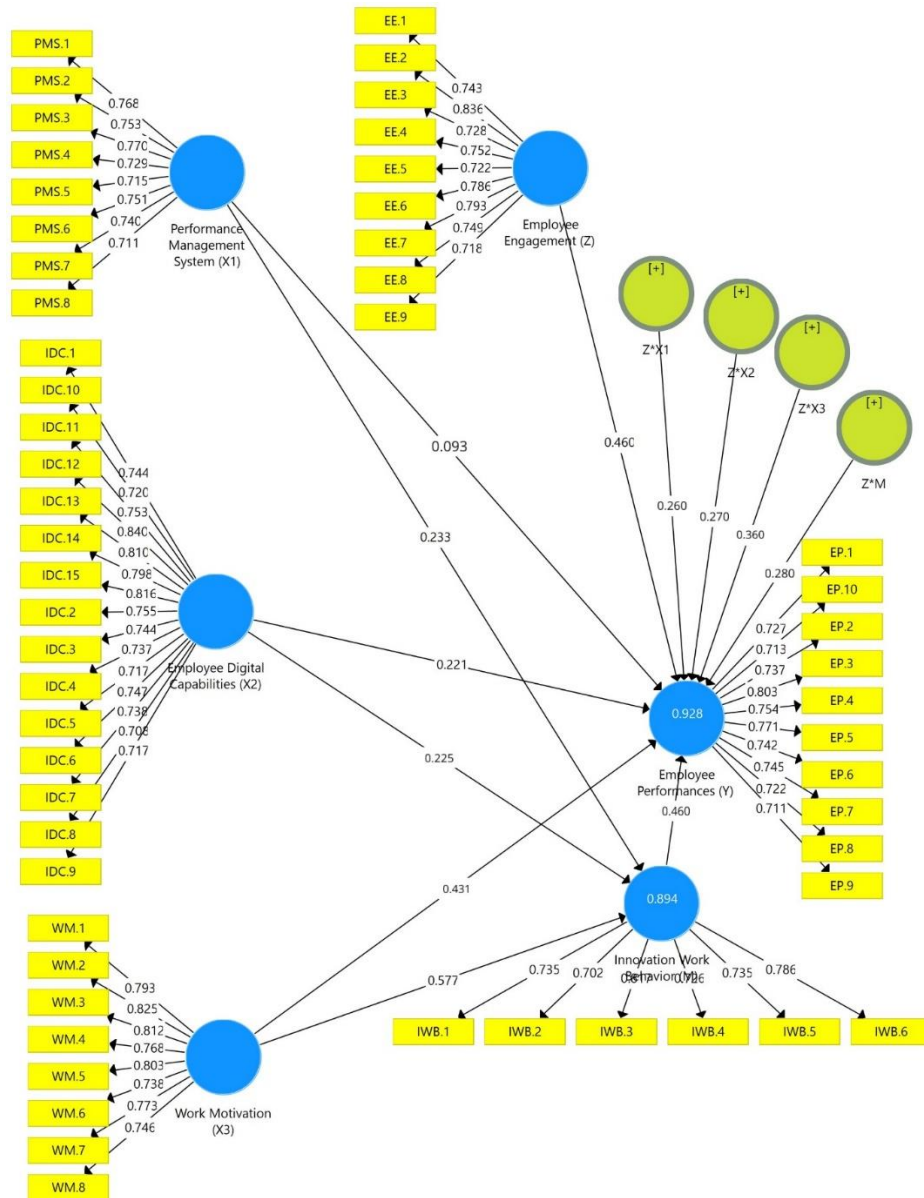 PMS.1
PMS.2
PMS.3
PMS.4
PMS.5
PMS.6
PMS.7
PMS.8
0.768
0.753
0.770
0.729
0.715
0.751
0.740
0.711
Performance
Management
System (X1)
EE.1
EE.2
EE.3
EE.4
EE.5
EE.6
EE.7
EE.8
EE.9
0.743
0.836
0.728
0.752
0.722
0.786
0.793
0.749
0.718
Employee
Engagement (Z)
[+]
Z*X1
[+]
Z*X2
[+]
Z*X3
[+]
Z*M
0.093
0.460
0.260
0.270
0.360
0.280
0.233
IDC.1
IDC.10
IDC.11
IDC.12
IDC.13
IDC.14
IDC.15
IDC.2
IDC.3
IDC.4
IDC.5
IDC.6
IDC.7
IDC.8
IDC.9
0.744
0.720
0.753
0.840
0.810
0.798
0.816
0.755
0.744
0.737
0.717
0.747
0.738
0.708
0.717
Employee Digital
Capabilities (X2)
0.221
0.225
0.928
Employee
Performances (Y)
EP.1
EP.10
EP.2
EP.3
EP.4
EP.5
EP.6
EP.7
EP.8
EP.9
0.727
0.713
0.737
0.803
0.754
0.771
0.742
0.745
0.722
0.711
0.460
0.431
0.577
0.894
Innovation Work
Behavior
0.735
0.702
0.735
0.786
IWB.1
IWB.2
IWB.3
IWB.4
IWB.5
IWB.6
WM.1
WM.2
WM.3
WM.4
WM.5
WM.6
WM.7
WM.8
0.793
0.825
0.812
0.768
0.803
0.738
0.773
0.746
Work Motivation
(X3)